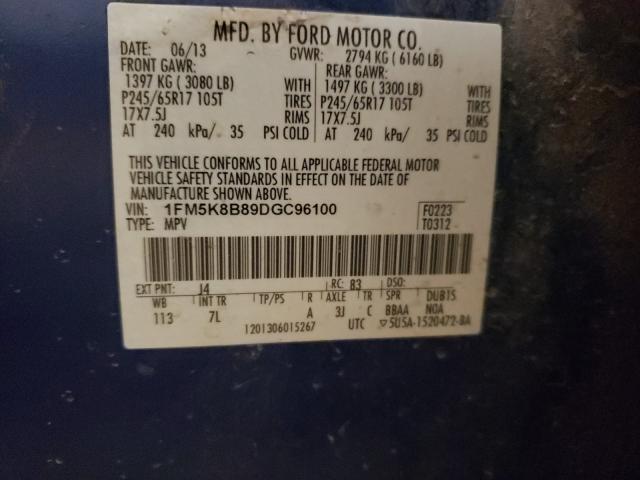 MFD. BY FORD MOTOR CO.
DATE: 06/13 GVWR: 2794 KG ( 6160 LB)
FRONT GAWR: REAR GAWR:
1397 KG ( 3080 LB) WITH 1497 KG ( 3300 LB) WITH
P245/65R17 105T TIRES P245/65R17 105T TIRES
17X7.5J RIMS 17X7.5J RIMS
AT 240 kPa/ 35 PSI COLD AT 240 kPa/ 35 PSI COLD
THIS VEHICLE CONFORMS TO ALL APPLICABLE FEDERAL MOTOR
VEHICLE SAFETY STANDARDS IN EFFECT ON THE DATE OF
MANUFACTURE SHOWN ABOVE.
VIN: 1FM5K8B89DGC96100 F0223
TYPE: MPV T0312
EXT PNT: J4 RC: 83 DSO:
WB INT TR TP/PS R AXLE TR SPR DUB1S
113 7L A 3J C BBAA NOA
1201306015267 UTC ▽5U5A-1520472-BA